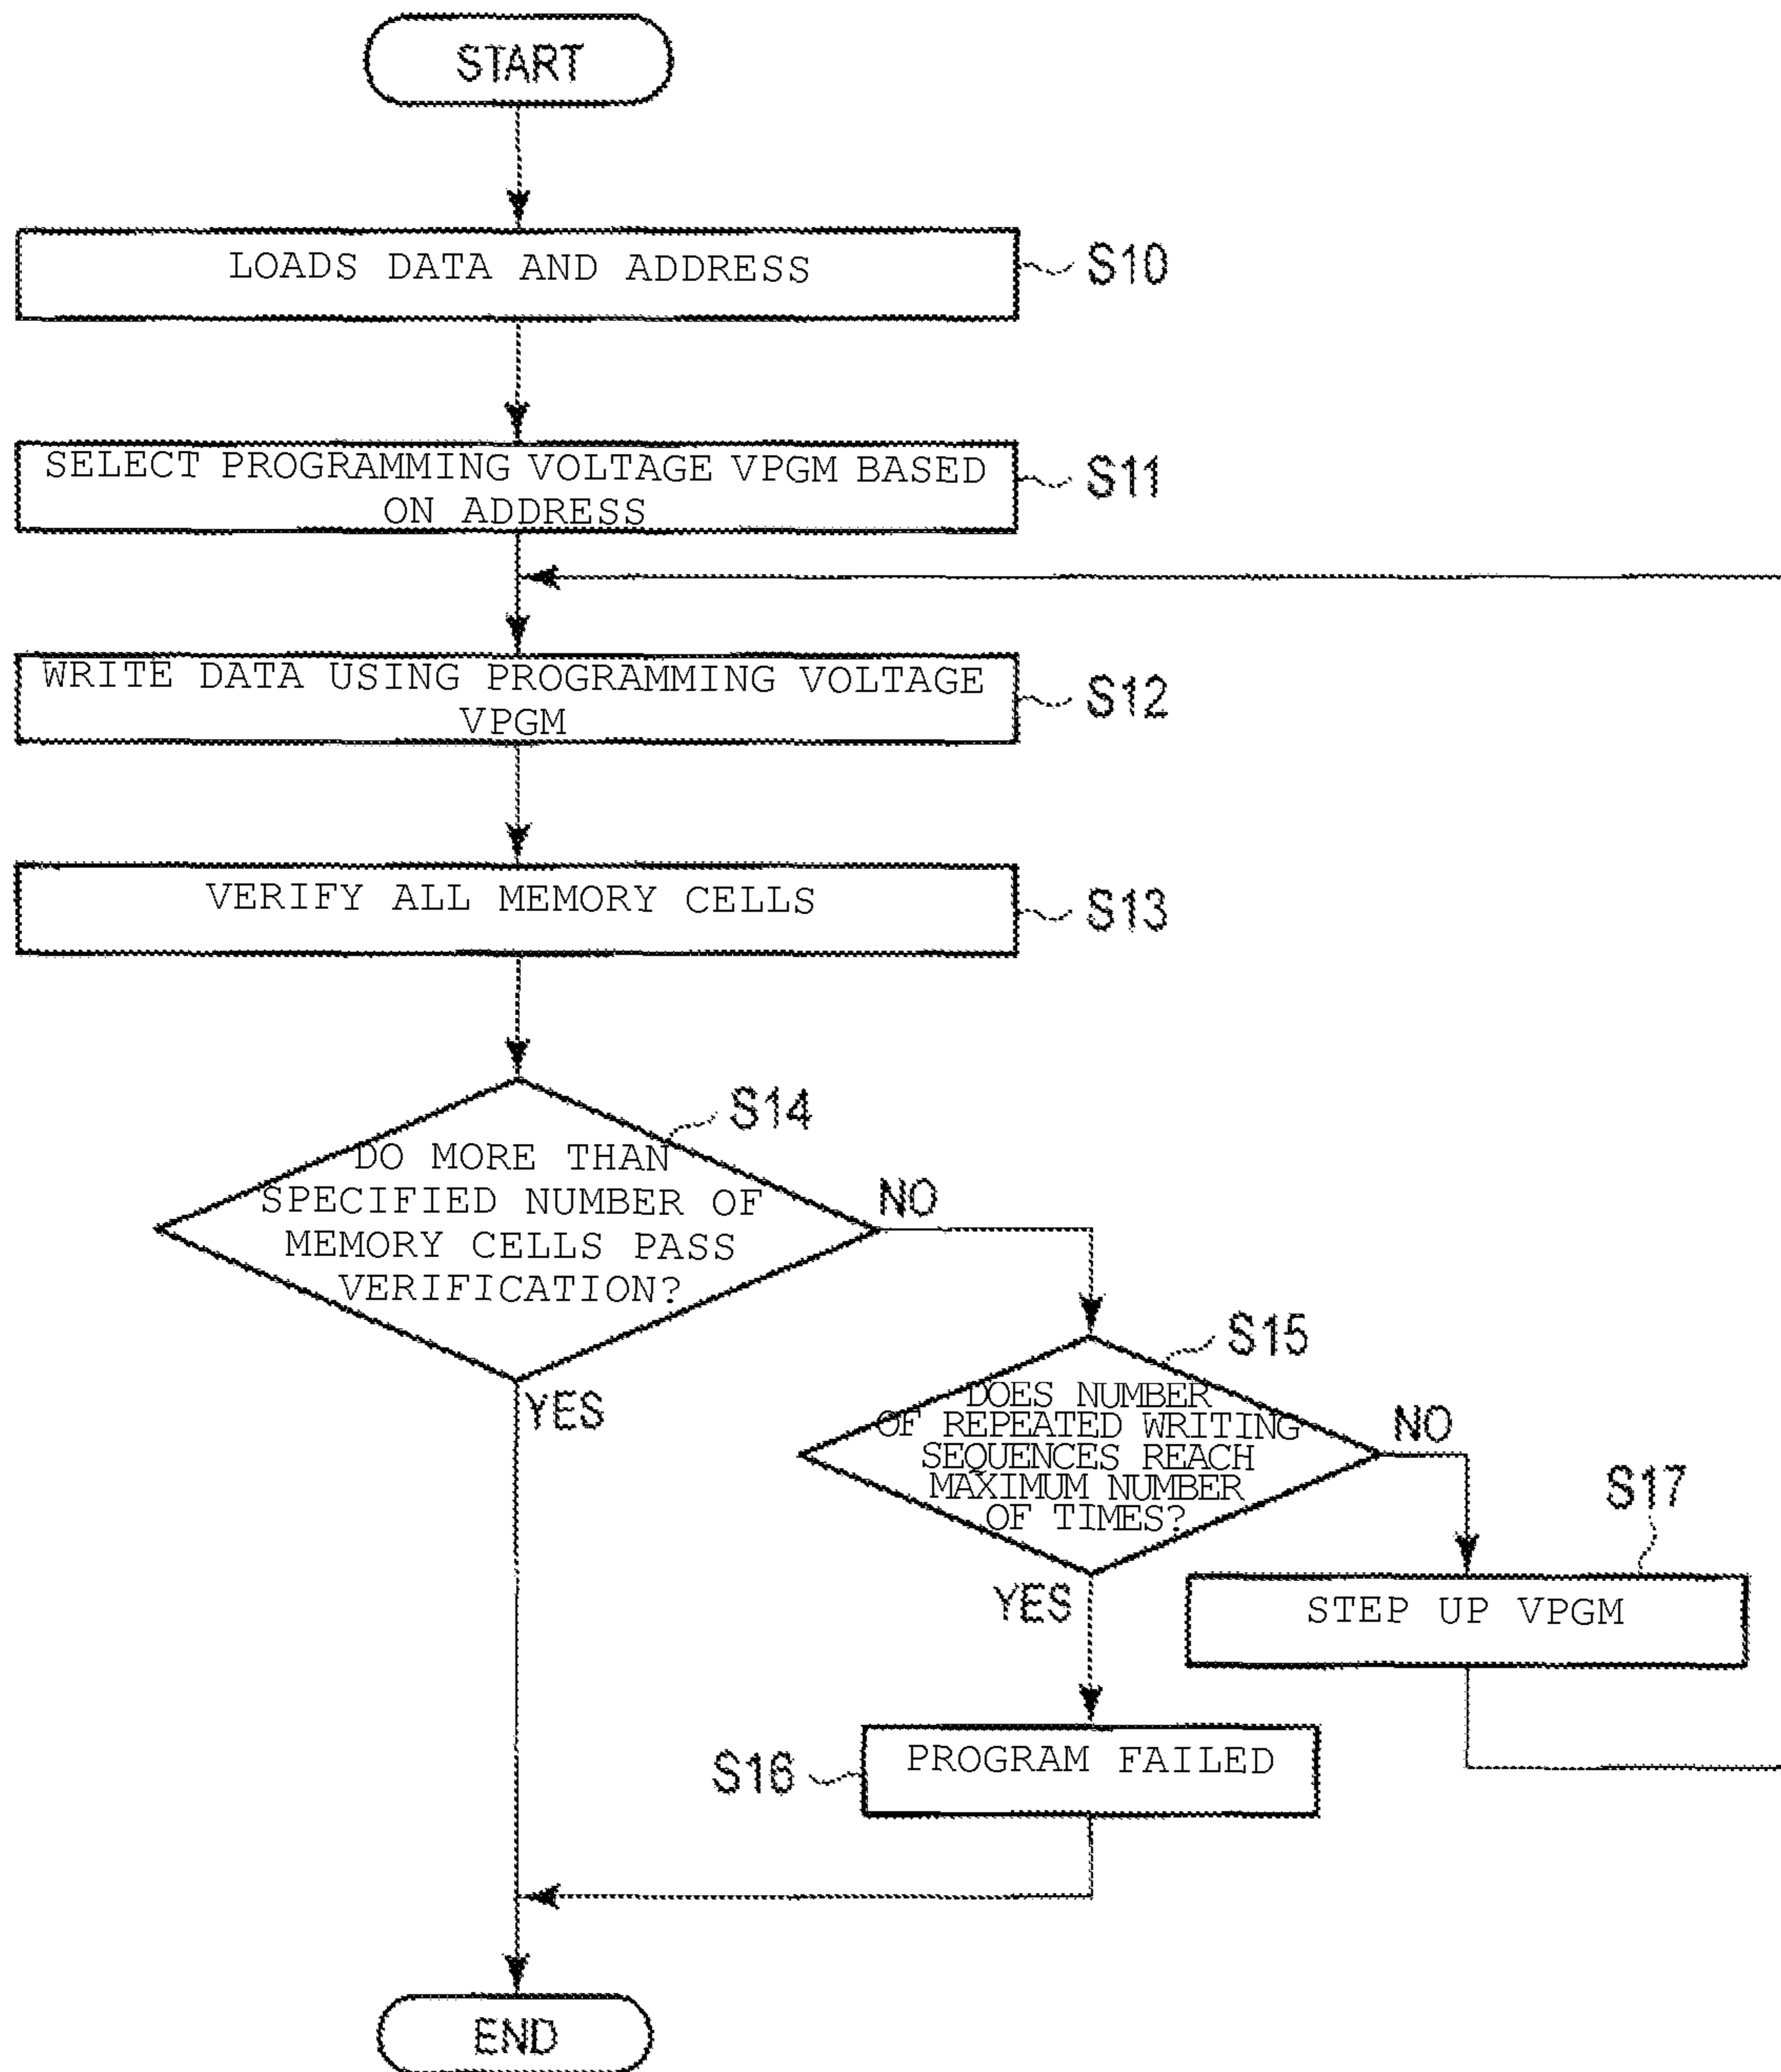 START
LOADS DATA AND ADDRESS
S10
SELECT PROGRAMMING VOLTAGE VPGM BASED
ON ADDRESS
S11
WRITE DATA USING PROGRAMMING VOLTAGE
VPGM
S12
VERIFY ALL MEMORY CELLS
S13
S14
DO MORE THAN
SPECIFIED NUMBER OF
MEMORY CELLS PASS
VERIFICATION?
NO
YES
S15
DOES NUMBER
OF REPEATED WRITING
SEQUENCES REACH
MAXIMUM NUMBER
OF TIMES?
NO
YES
S17
STEP UP VPGM
S16
PROGRAM FAILED
END